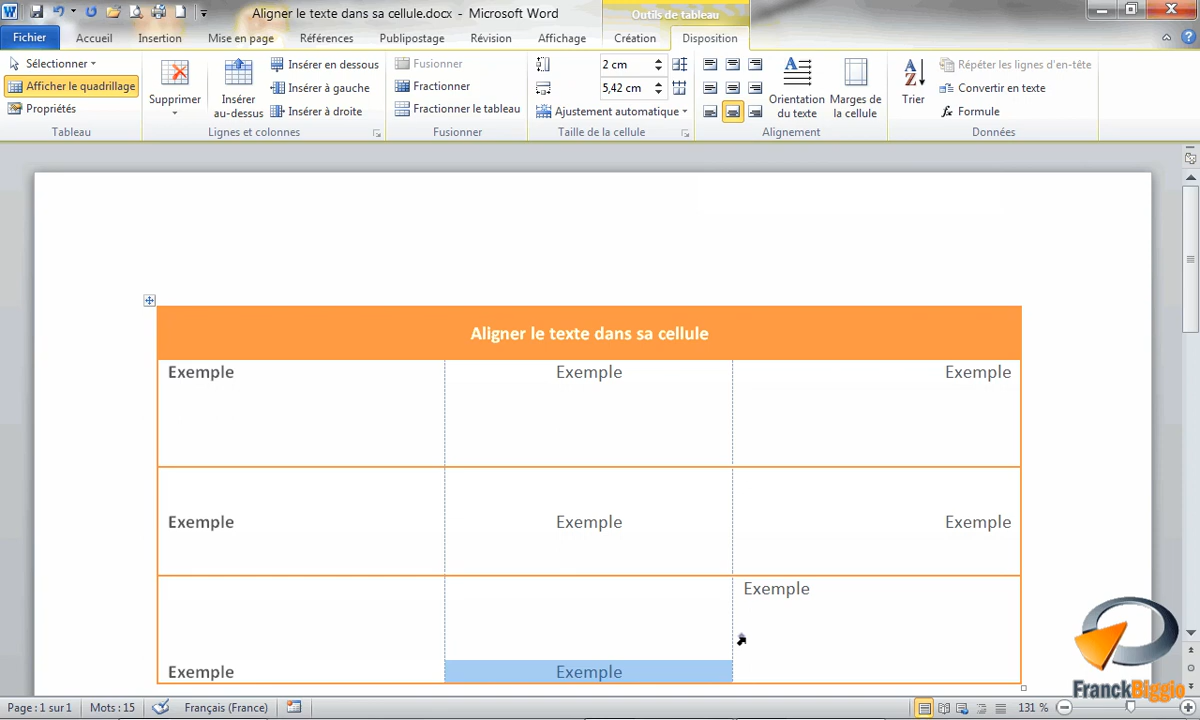 Aligner le texte dans sa cellule.docx - Microsoft Word
Outils de tableau
Fichier Accueil Insertion Mise en page Références Publipostage Révision Affichage Création Disposition
Sélectionner
Afficher le quadrillage
Propriétés
Tableau
Supprimer
Insérer au-dessus
Insérer en dessous
Insérer à gauche
Insérer à droite
Lignes et colonnes
Fusionner
Fractionner
Fractionner le tableau
Fusionner
2 cm
5,42 cm
Ajustement automatique
Taille de la cellule
Orientation du texte
Marges de la cellule
Alignement
Trier
Répéter les lignes d'en-tête
Convertir en texte
fx Formule
Données
Aligner le texte dans sa cellule
Exemple Exemple Exemple
Exemple Exemple Exemple
Exemple
Exemple Exemple
FranckBiggio
Page : 1 sur 1 Mots : 15 Français (France) 131 %